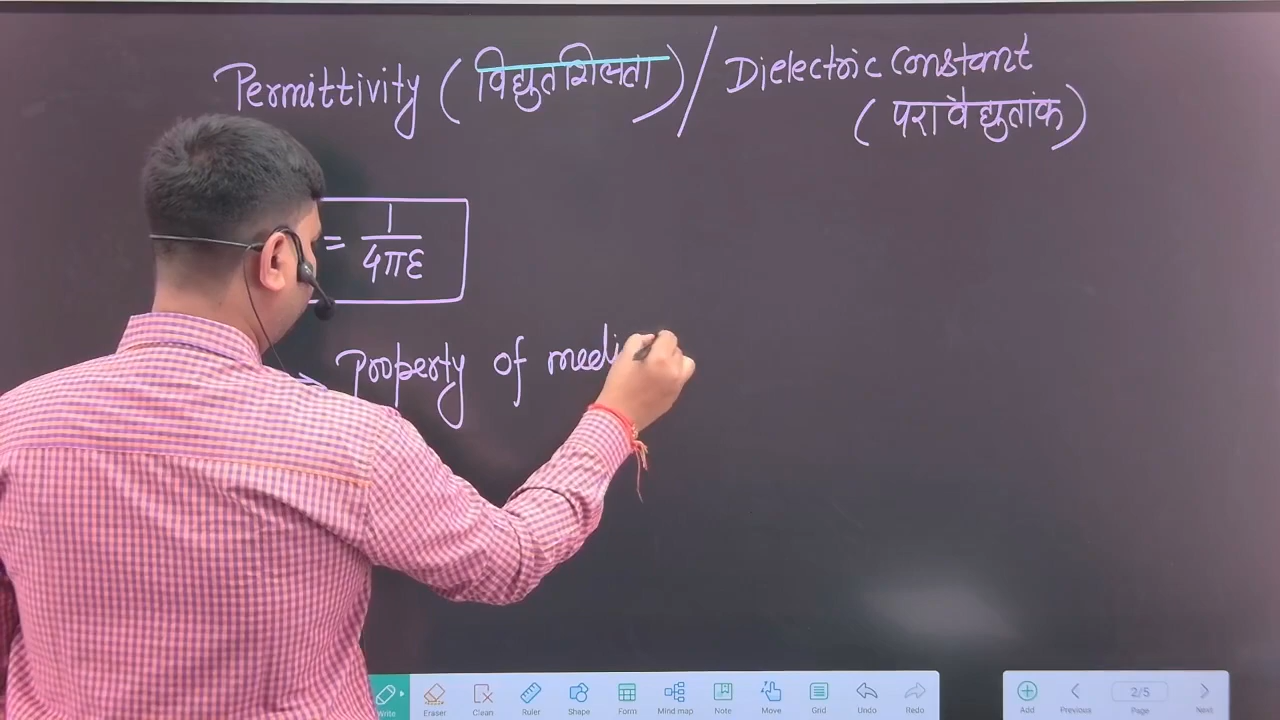 Permittivity (विद्युतशिलता) / Dielectric Constant
(परावैद्युतांक)
= 1/4πε
Property of medi
Write Eraser Clean Ruler Shape Form Mind map Note Move Grid Undo Redo Add Previous 2/5 Page Next